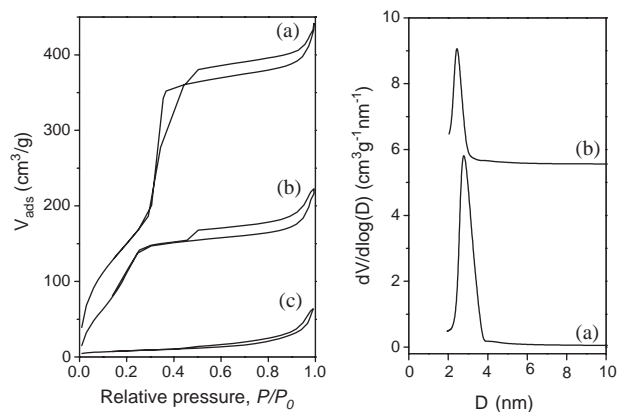 (a)
400
300
200
100
0
(b)
(c)
0.0 0.2 0.4 0.6 0.8 1.0
Relative pressure, P/P0
Vads (cm3/g)
10
8
6
4
2
0
(b)
(a)
0 2 4 6 8 10
D (nm)
dV/dlog(D) (cm3g-1nm-1)